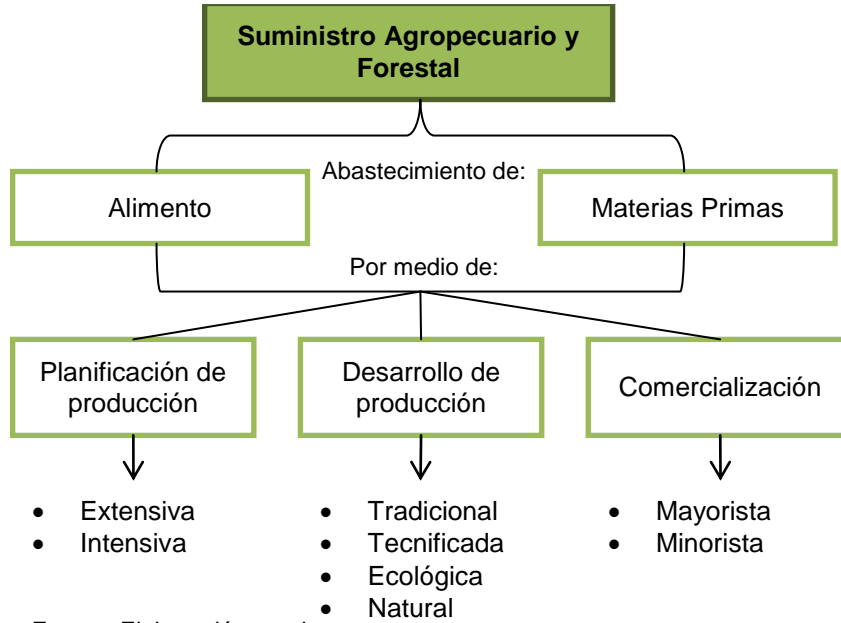 Suministro Agropecuario y
Forestal
Abastecimiento de:
Alimento
Materias Primas
Por medio de:
Planificación de
producción
Desarrollo de
producción
Comercialización
• Extensiva
• Intensiva
• Tradicional
• Tecnificada
• Ecológica
• Natural
• Mayorista
• Minorista